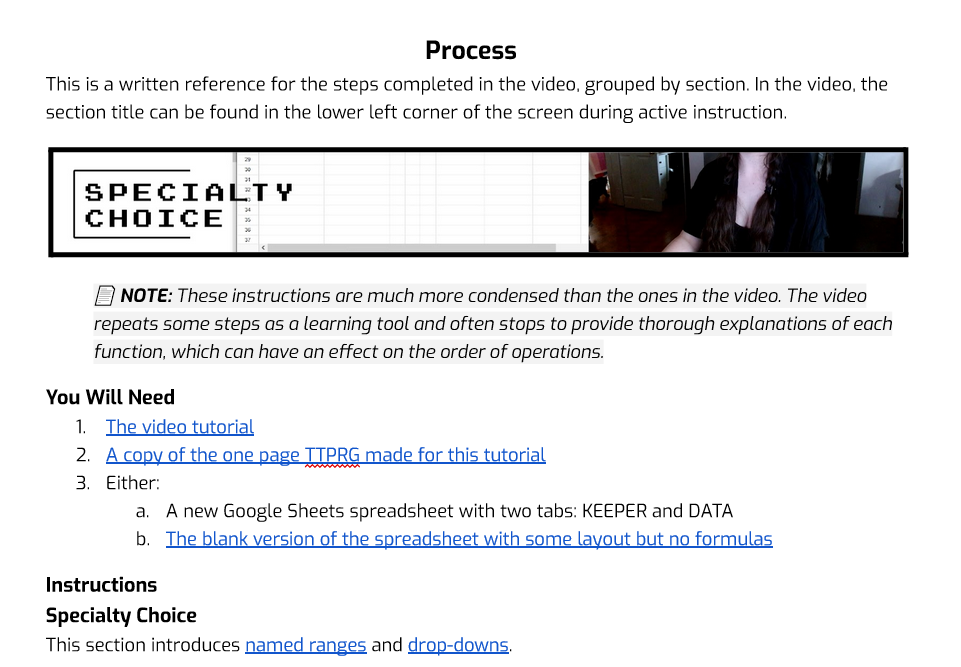 Process
This is a written reference for the steps completed in the video, grouped by section. In the video, the
section title can be found in the lower left corner of the screen during active instruction.
29
30
31
SPECIALTY
32
33
34
CHOICE
35
36
37
NOTE: These instructions are much more condensed than the ones in the video. The video
repeats some steps as a learning tool and often stops to provide thorough explanations of each
function, which can have an effect on the order of operations.
You Will Need
1. The video tutorial
2. A copy of the one page TTPRG made for this tutorial
3. Either:
a. A new Google Sheets spreadsheet with two tabs: KEEPER and DATA
b. The blank version of the spreadsheet with some layout but no formulas
Instructions
Specialty Choice
This section introduces named ranges and drop-downs.